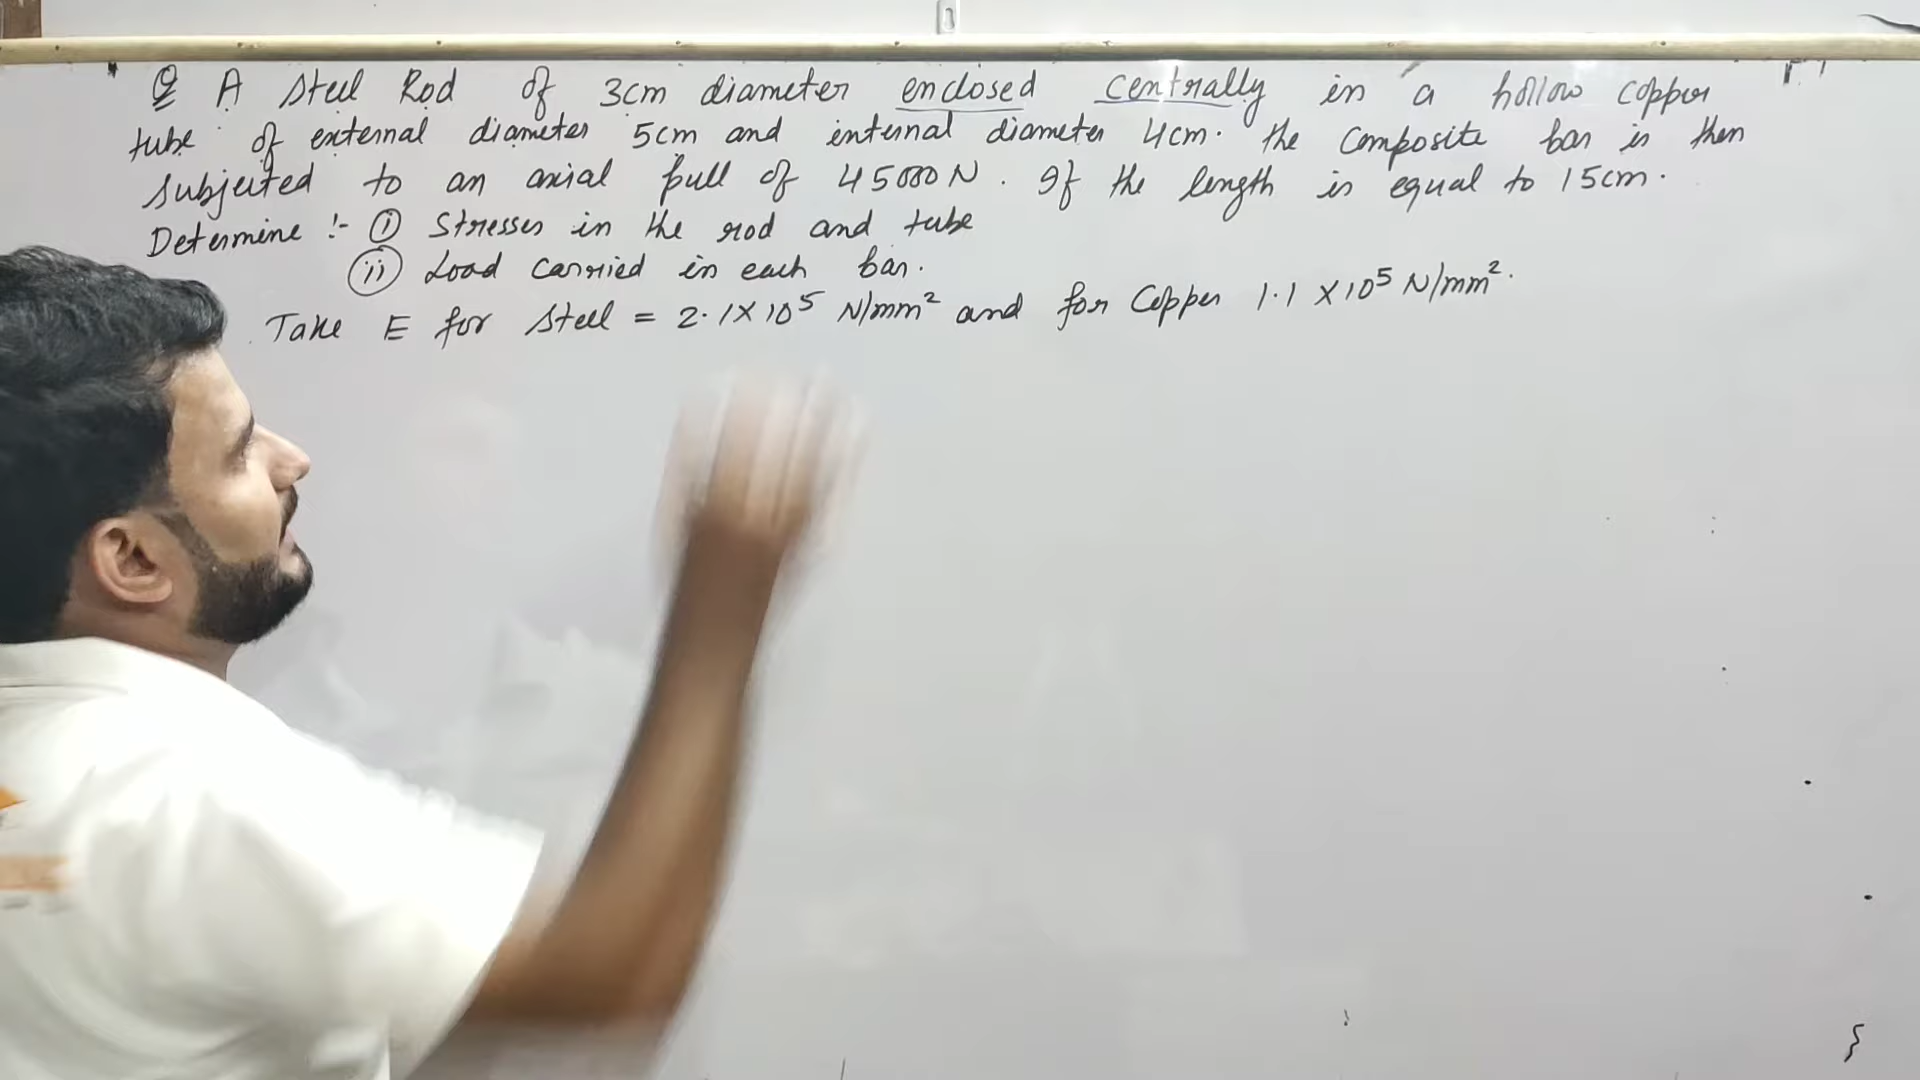 Q A Steel Rod of 3cm diameter enclosed centrally in a hollow copper
tube of external diameter 5cm and internal diameter 4cm. the composite bar is then
subjected to an axial pull of 45000N. If the length is equal to 15cm.
Determine :- (i) Stresses in the rod and tube
(ii) Load carried in each bar.
Take E for steel = 2.1×10⁵ N/mm² and for Copper 1.1×10⁵ N/mm².